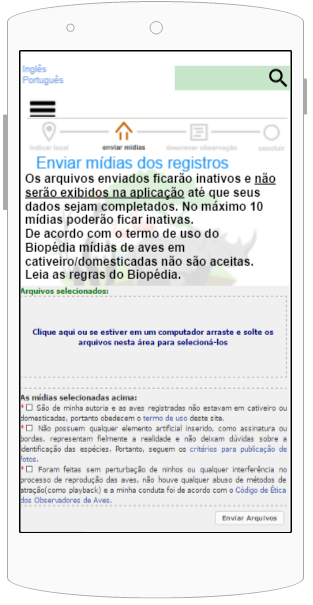 Inglês
Português
indicar local
enviar mídias
descrever observação
concluir
Enviar mídias dos registros
Os arquivos enviados ficarão inativos e não
serão exibidos na aplicação até que seus
dados sejam completados. No máximo 10
mídias poderão ficar inativas.
De acordo com o termo de uso do
Biopédia mídias de aves em
cativeiro/domesticadas não são aceitas.
Leia as regras do Biopédia.
Arquivos selecionados:
Clique aqui ou se estiver em um computador arraste e solte os
arquivos nesta área para selecioná-los
As mídias selecionadas acima:
* São de minha autoria e as aves registradas não estavam em cativeiro ou
domesticadas, portanto obedecem o termo de uso deste site.
* Não possuem qualquer elemento artificial inserido, como assinatura ou
bordas, representam fielmente a realidade e não deixam dúvidas sobre a
identificação das espécies. Portanto, seguem os critérios para publicação de
fotos.
* Foram feitas sem perturbação de ninhos ou qualquer interferência no
processo de reprodução das aves, não houve qualquer abuso de métodos de
atração(como playback) e a minha conduta foi de acordo com o Código de Ética
dos Observadores de Aves.
Enviar Arquivos